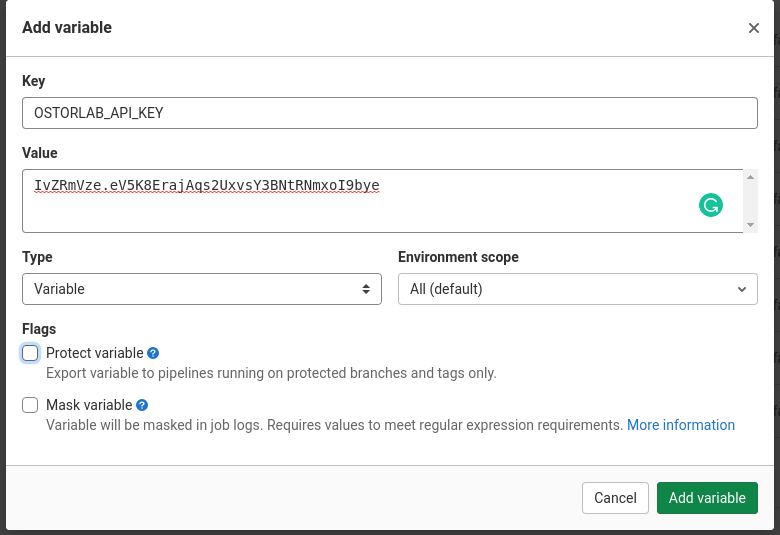 Add variable
Key
OSTORLAB_API_KEY
Value
IvZRmVze.eV5K8ErajAqs2UxvsY3BNtRNmxoI9bye
Type
Environment scope
Variable
All (default)
Flags
Protect variable
Export variable to pipelines running on protected branches and tags only.
Mask variable
Variable will be masked in job logs. Requires values to meet regular expression requirements. More information
Cancel
Add variable